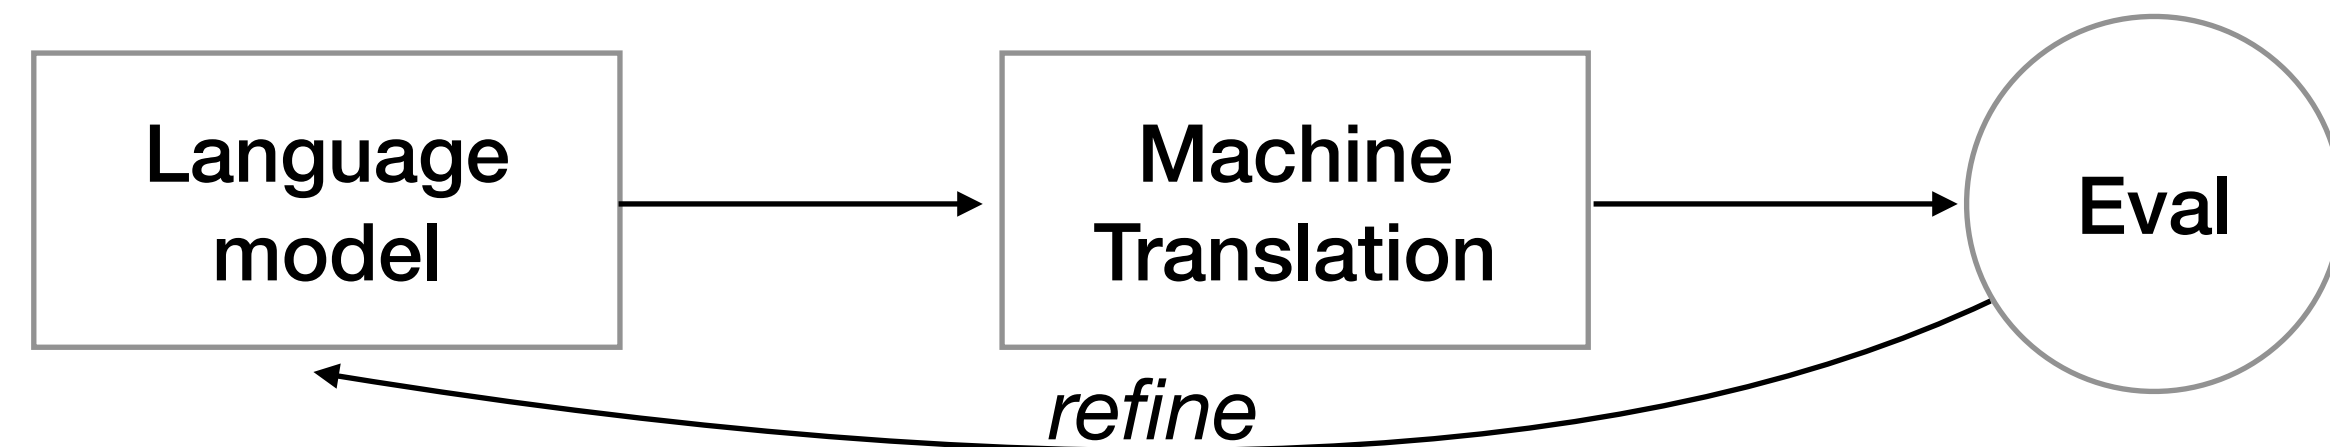 Language
model
Machine
Translation
Eval
refine